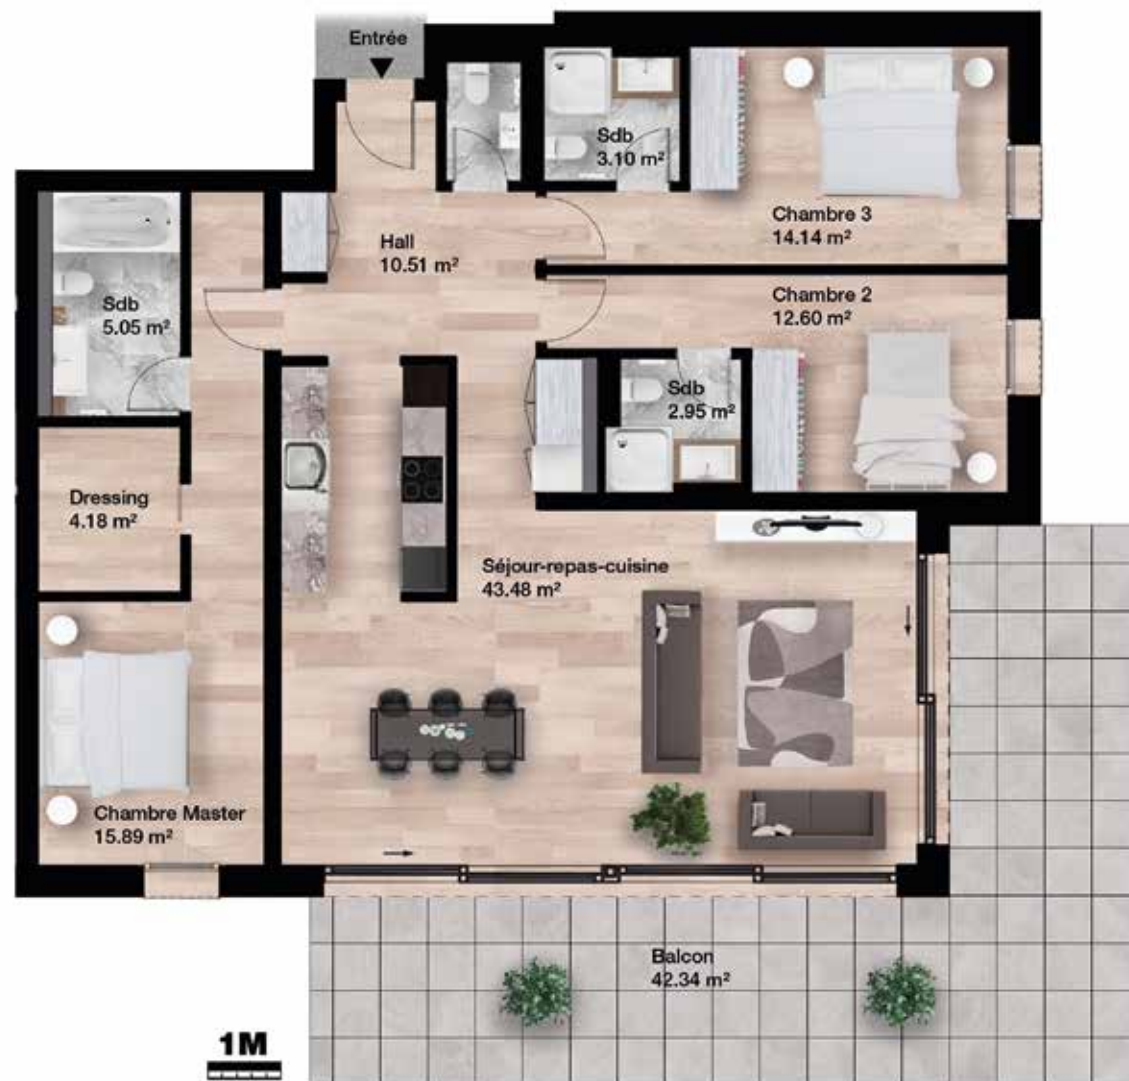 Entrée
Sdb
3.10 m²
Chambre 3
14.14 m²
Hall
10.51 m²
Sdb
5.05 m²
Chambre 2
12.60 m²
Sdb
2.95 m²
Dressing
4.18 m²
Séjour-repas-cuisine
43.48 m²
Chambre Master
15.89 m²
Balcon
42.34 m²
1M